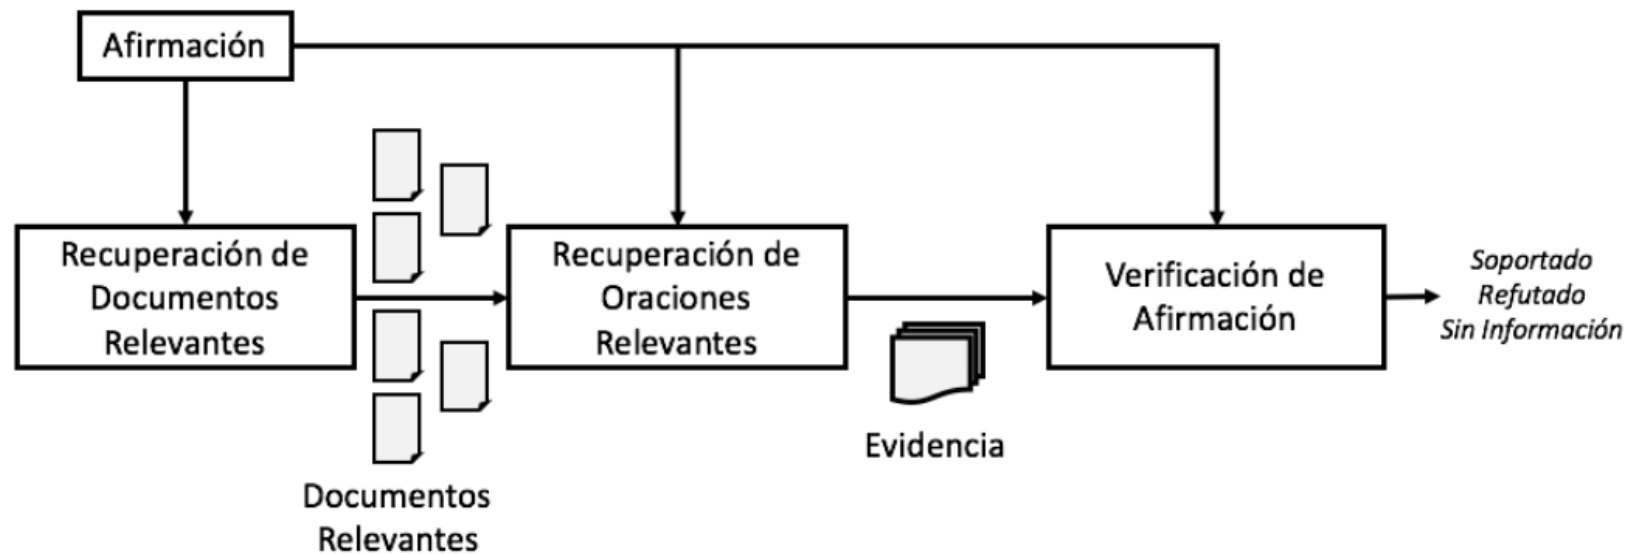 Afirmación
Recuperación de
Documentos
Relevantes
Recuperación de
Oraciones
Relevantes
Verificación de
Afirmación
Soportado
Refutado
Sin Información
Evidencia
Documentos
Relevantes